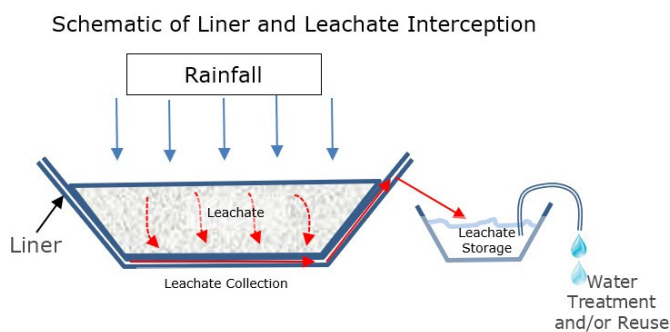 Schematic of Liner and Leachate Interception
Rainfall
Leachate
Liner
Leachate Collection
Leachate
Storage
Water
Treatment
and/or Reuse